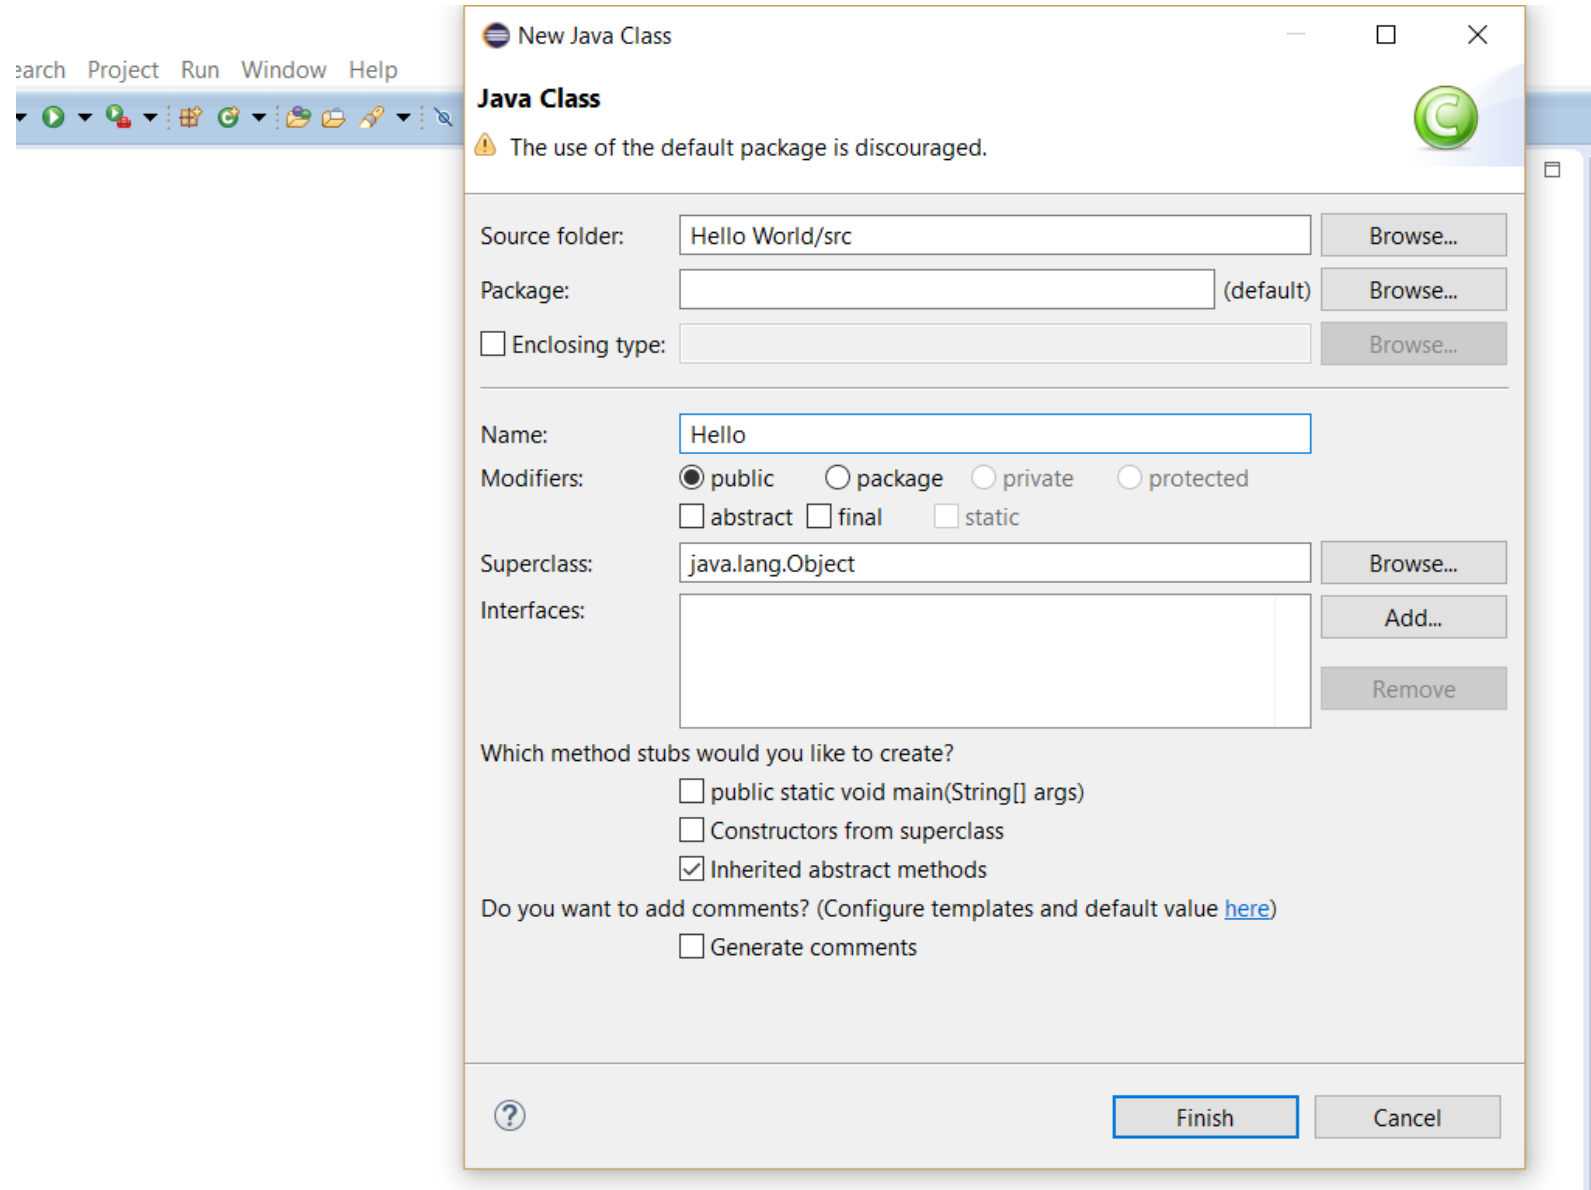 New Java Class
earch Project Run Window Help
Java Class
The use of the default package is discouraged.
Source folder: Hello World/src Browse...
Package: (default) Browse...
Enclosing type: Browse...
Name: Hello
Modifiers: public package private protected
abstract final static
Superclass: java.lang.Object Browse...
Interfaces: Add...
Remove
Which method stubs would you like to create?
public static void main(String[] args)
Constructors from superclass
Inherited abstract methods
Do you want to add comments? (Configure templates and default value here)
Generate comments
Finish Cancel